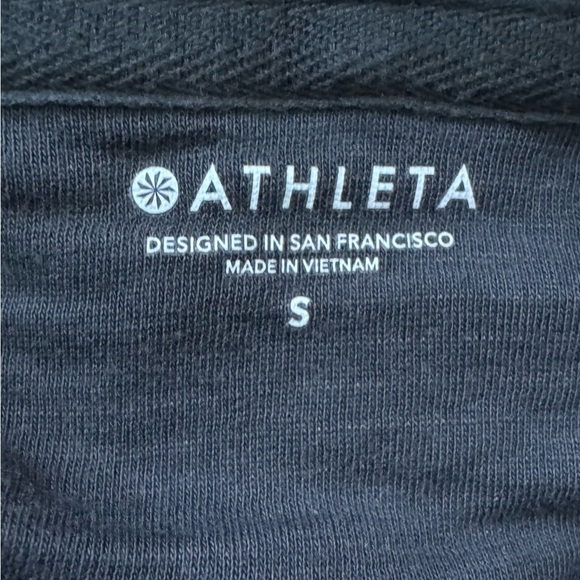 ATHLETA
DESIGNED IN SAN FRANCISCO
MADE IN VIETNAM
S